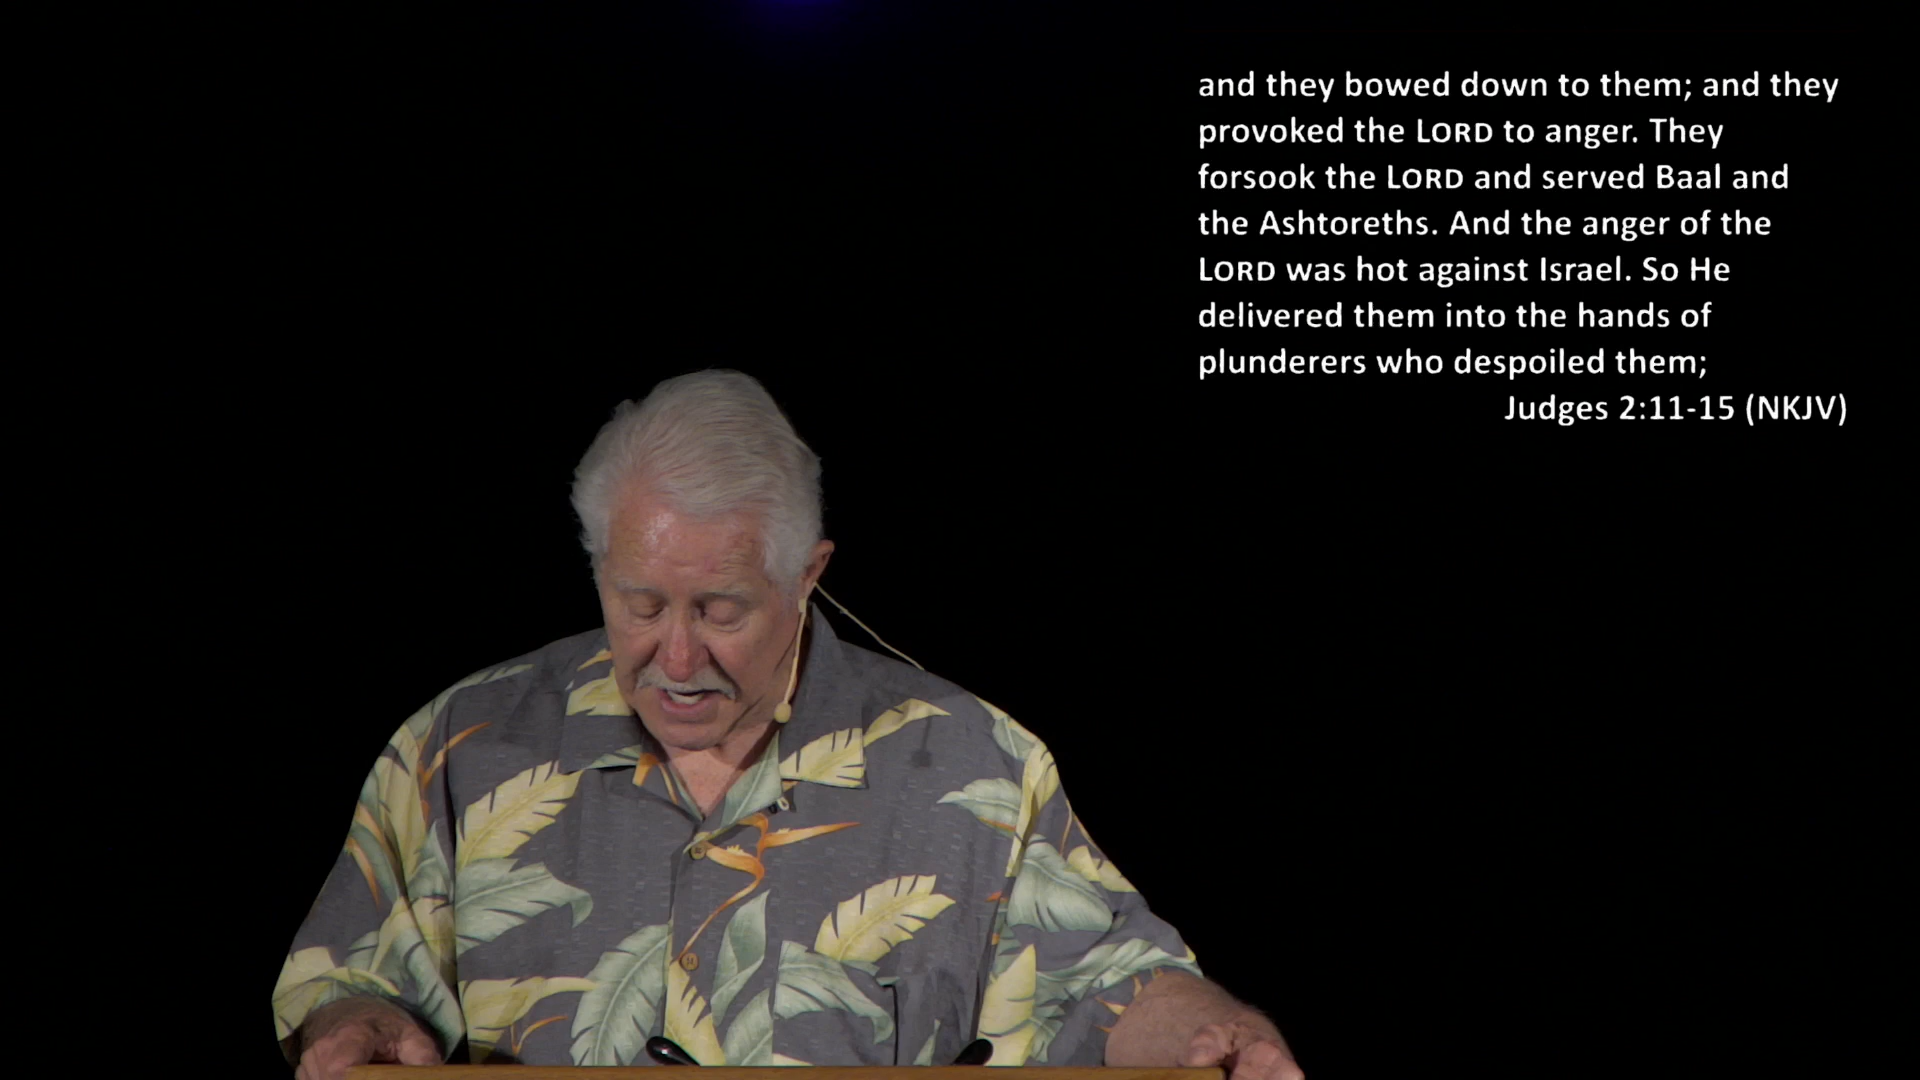 and they bowed down to them; and they
provoked the LORD to anger. They
forsook the LORD and served Baal and
the Ashtoreths. And the anger of the
LORD was hot against Israel. So He
delivered them into the hands of
plunderers who despoiled them;
Judges 2:11-15 (NKJV)